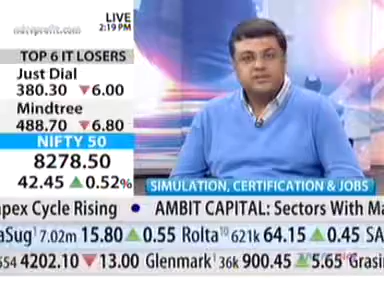 LIVE
ndtvprofit.com
2:19 PM
TOP 6 IT LOSERS
Just Dial
380.30 ▼6.00
Mindtree
488.70 ▼6.80
NIFTY 50
8278.50
42.45 ▲0.52%
SIMULATION, CERTIFICATION & JOBS
apex Cycle Rising ● AMBIT CAPITAL: Sectors With Ma
aSug 7.02m 15.80 ▲0.55 Rolta 621k 64.15 ▲0.45 SA
554 4202.10 ▼13.00 Glenmark 36k 900.45 ▲5.65 Grasi